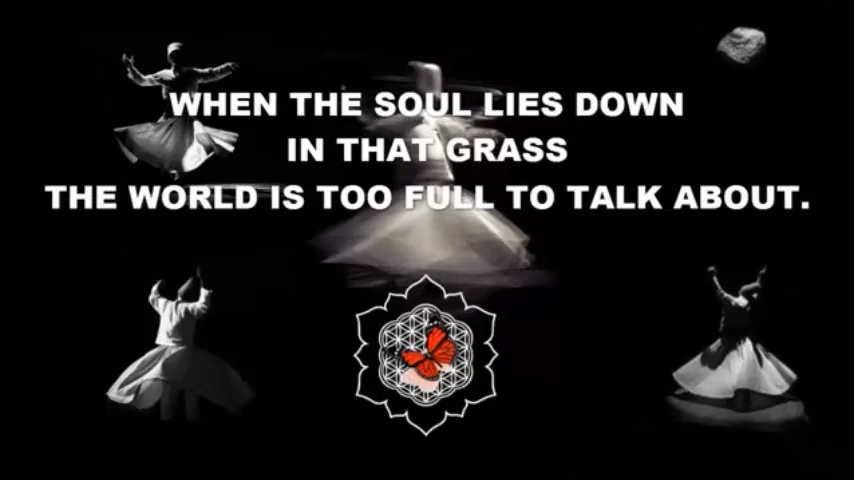 WHEN THE SOUL LIES DOWN
IN THAT GRASS
THE WORLD IS TOO FULL TO TALK ABOUT.